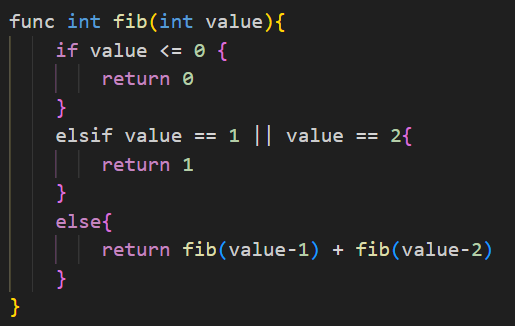 func int fib(int value){
    if value <= 0 {
        return 0
    }
    elsif value == 1 || value == 2{
        return 1
    }
    else{
        return fib(value-1) + fib(value-2)
    }
}